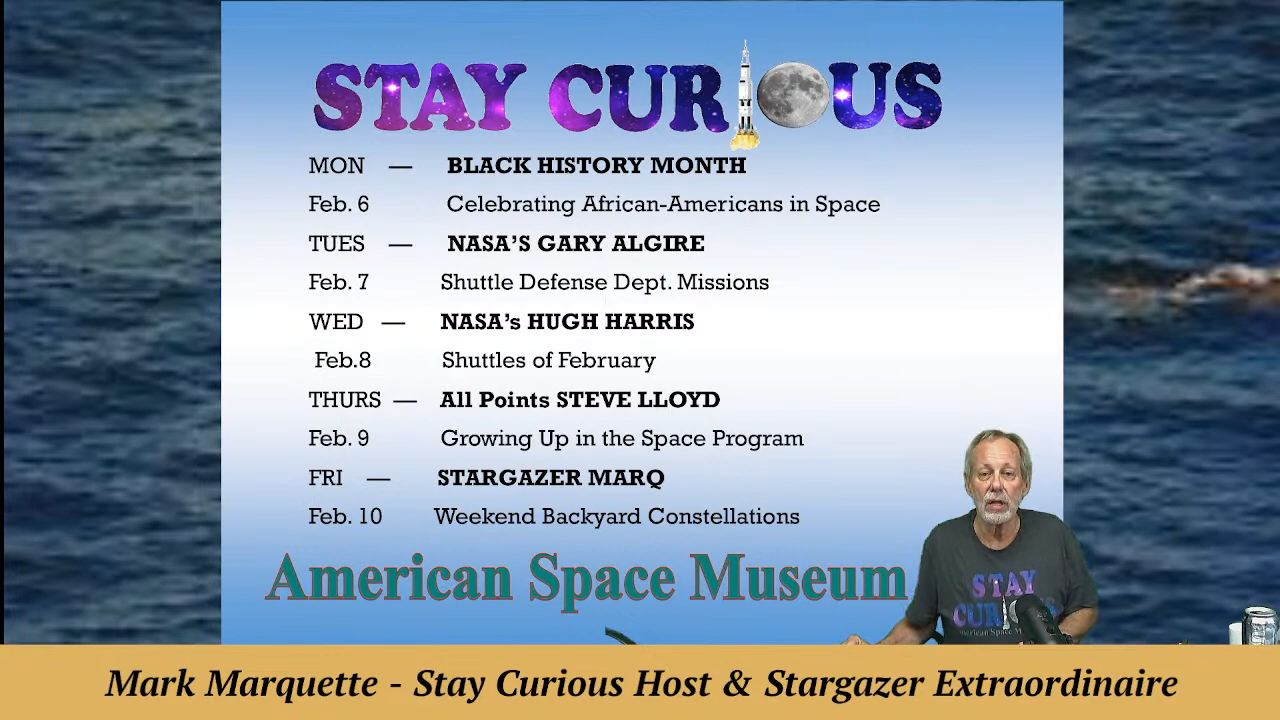 STAY CURIOUS
MON — BLACK HISTORY MONTH
Feb. 6 Celebrating African-Americans in Space
TUES — NASA'S GARY ALGIRE
Feb. 7 Shuttle Defense Dept. Missions
WED — NASA's HUGH HARRIS
Feb.8 Shuttles of February
THURS — All Points STEVE LLOYD
Feb. 9 Growing Up in the Space Program
FRI — STARGAZER MARQ
Feb. 10 Weekend Backyard Constellations
American Space Museum
STAY
CURIOUS
American Space M
Mark Marquette - Stay Curious Host & Stargazer Extraordinaire